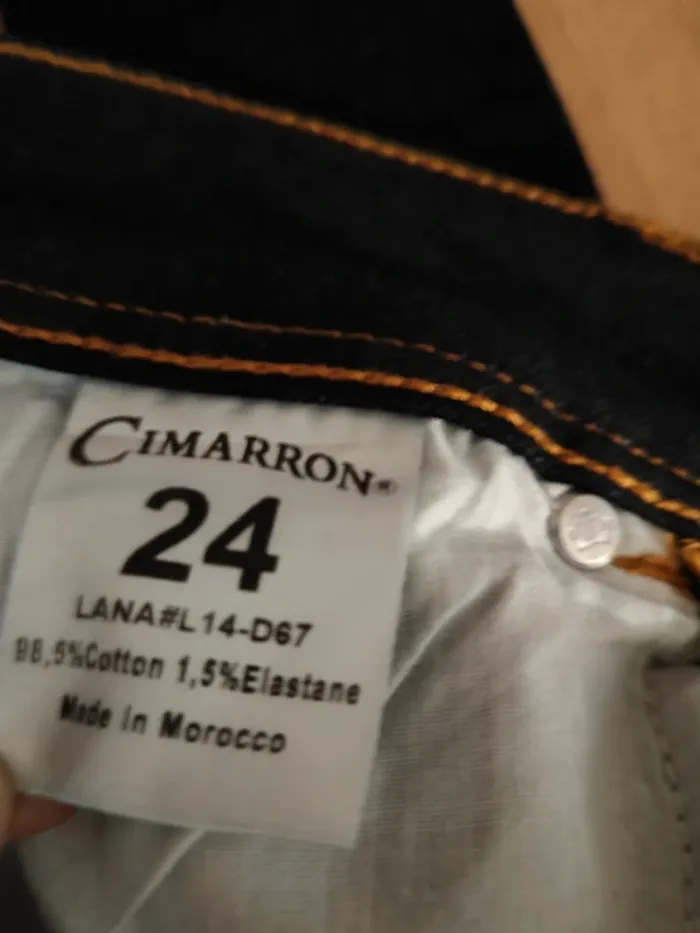 CIMARRON®
24
LANA#L14-D67
98,5%Cotton 1,5%Elastane
Made in Morocco